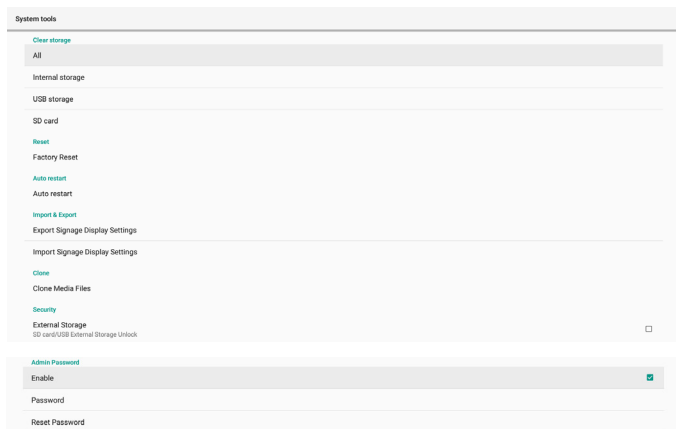 System tools
Clear storage
All
Internal storage
USB storage
SD card
Reset
Factory Reset
Auto restart
Auto restart
Import & Export
Export Signage Display Settings
Import Signage Display Settings
Clone
Clone Media Files
Security
External Storage
SD card/USB External Storage Unlock
Admin Password
Enable
Password
Reset Password